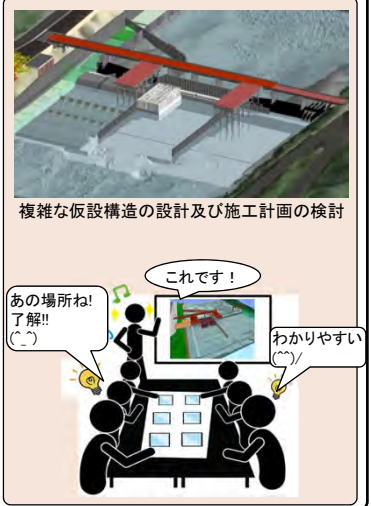 複雑な仮設構造の設計及び施工計画の検討
これです！
あの場所ね!
了解!!
(^_^)
わかりやすい
(^^)/